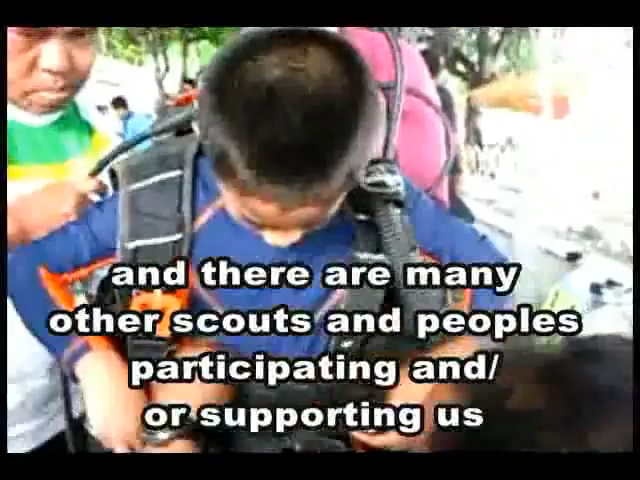 and there are many
other scouts and peoples
participating and/
or supporting us